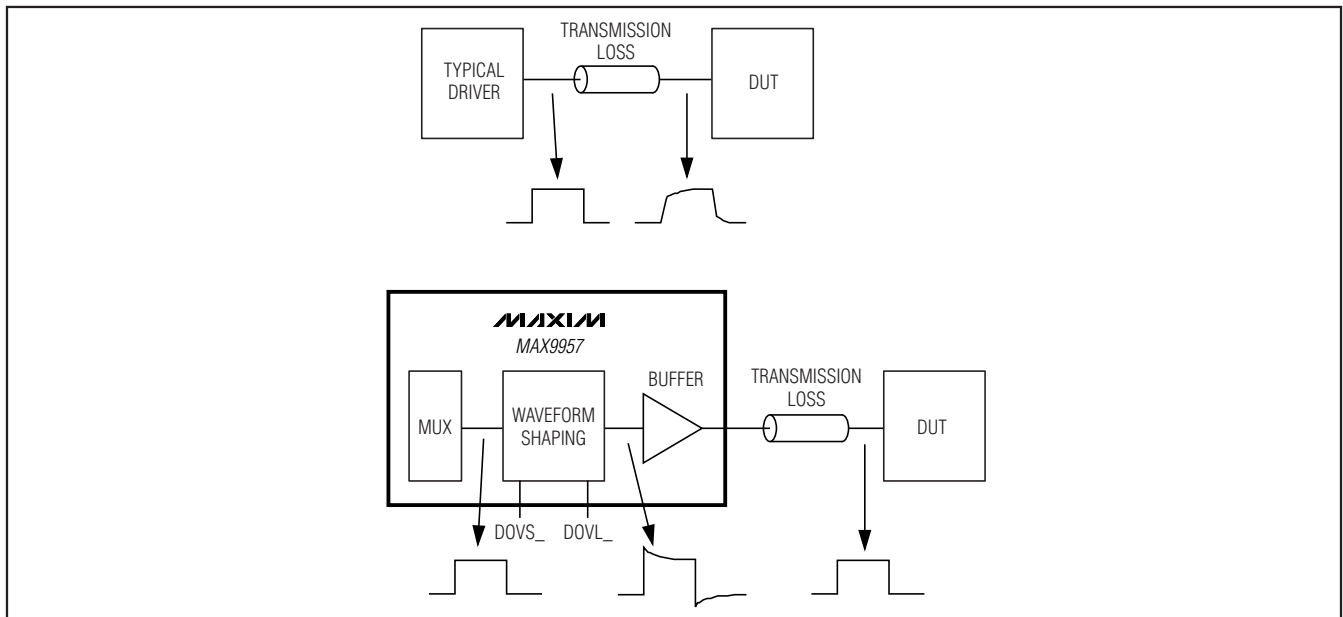 TRANSMISSION
LOSS
TYPICAL
DRIVER
DUT
MAXIM
MAX9957
BUFFER
TRANSMISSION
LOSS
MUX
WAVEFORM
SHAPING
DUT
DOVS_
DOVL_